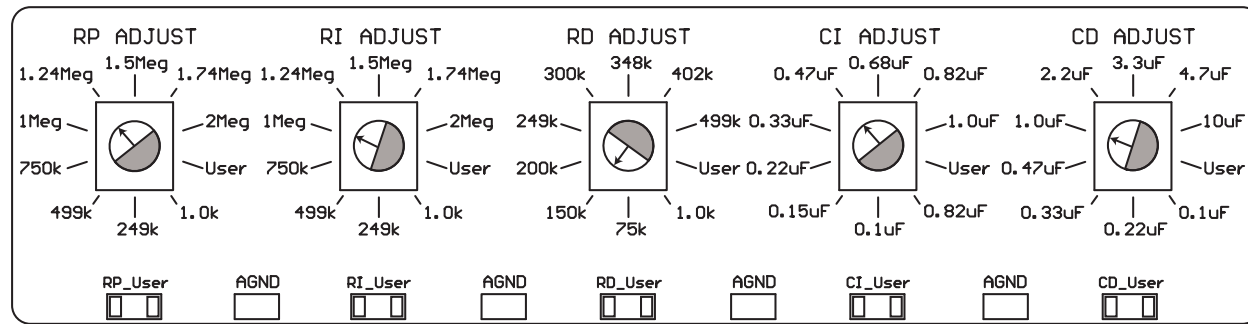 RP ADJUST
RI ADJUST
RD ADJUST
CI ADJUST
CD ADJUST
1.24Meg
1.5Meg
1.74Meg
1Meg
2Meg
750k
User
499k
249k
1.0k
1.24Meg
1.5Meg
1.74Meg
1Meg
2Meg
750k
User
499k
249k
1.0k
300k
348k
402k
249k
499k
200k
User
150k
75k
1.0k
0.47uF
0.68uF
0.82uF
0.33uF
1.0uF
0.22uF
User
0.15uF
0.1uF
0.82uF
2.2uF
3.3uF
4.7uF
1.0uF
10uF
0.47uF
User
0.33uF
0.22uF
0.1uF
RP_User
AGND
RI_User
AGND
RD_User
AGND
CI_User
AGND
CD_User